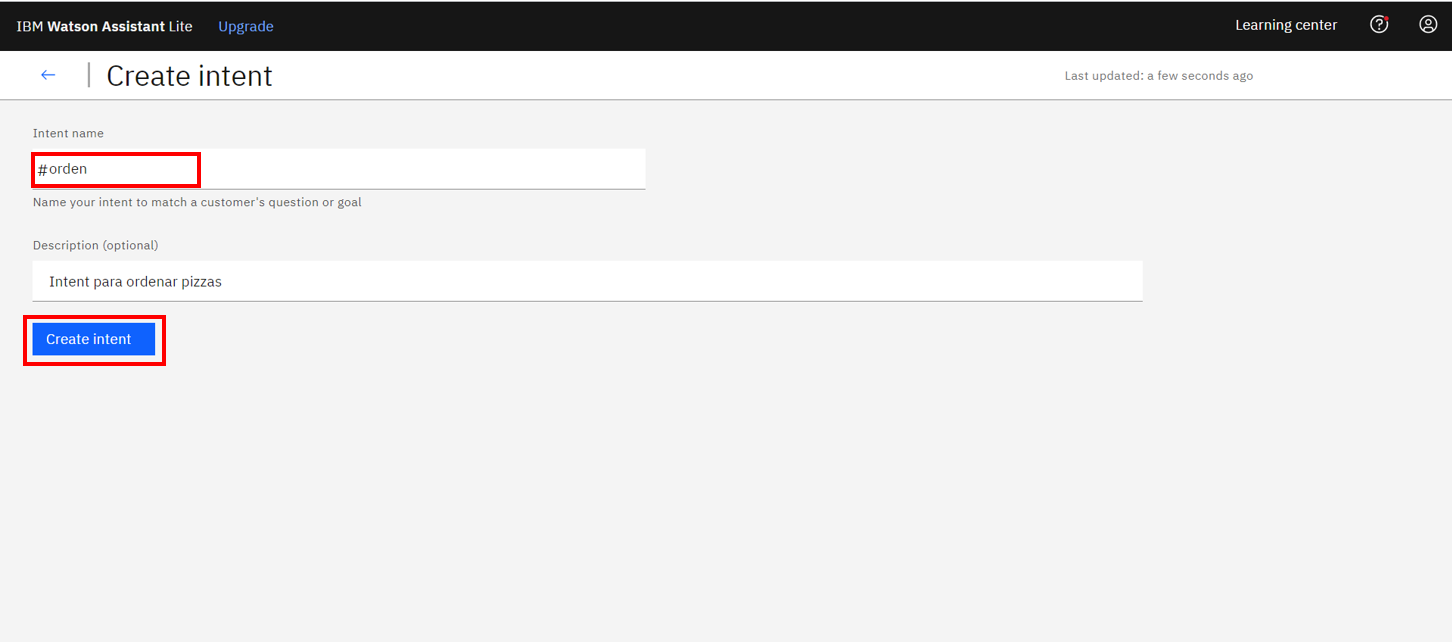 IBM Watson Assistant Lite Upgrade Learning center
Create intent Last updated: a few seconds ago
Intent name
#orden
Name your intent to match a customer's question or goal
Description (optional)
Intent para ordenar pizzas
Create intent